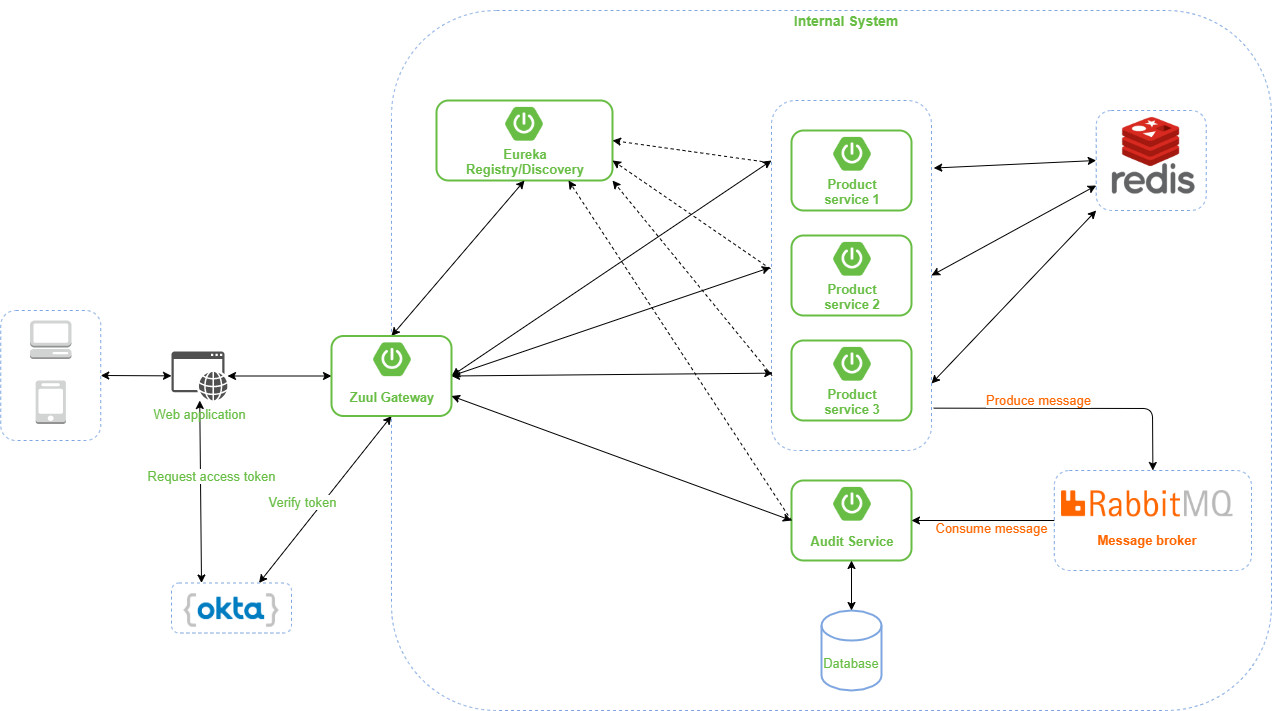 Internal System
Eureka
Registry/Discovery
Product
service 1
redis
Product
service 2
Product
service 3
Zuul Gateway
Web application
Produce message
Request access token
Verify token
RabbitMQ
Message broker
Consume message
Audit Service
{okta}
Database